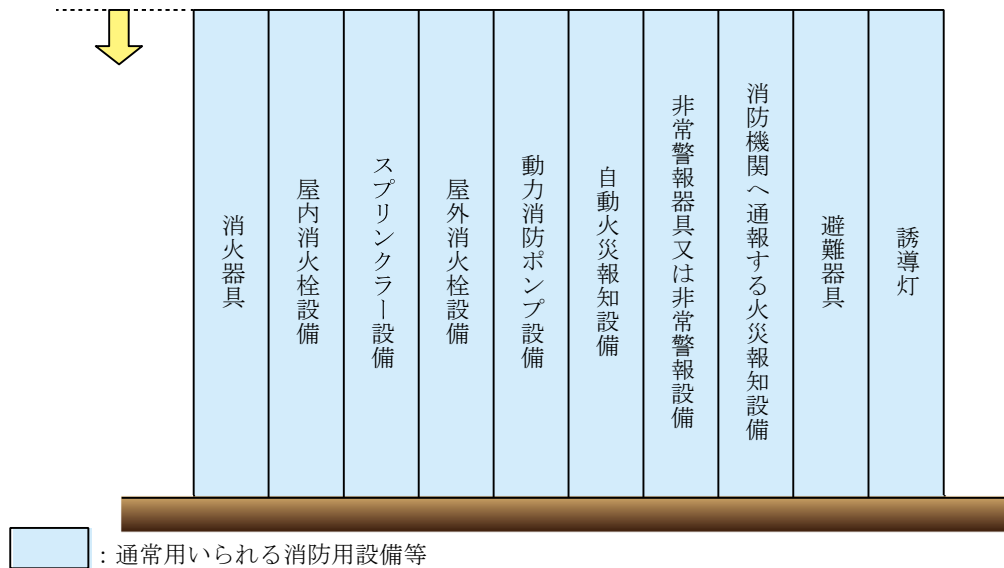 消火器具
屋内消火栓設備
スプリンクラー設備
屋外消火栓設備
動力消防ポンプ設備
自動火災報知設備
非常警報器具又は非常警報設備
消防機関へ通報する火災報知設備
避難器具
誘導灯
：通常用いられる消防用設備等